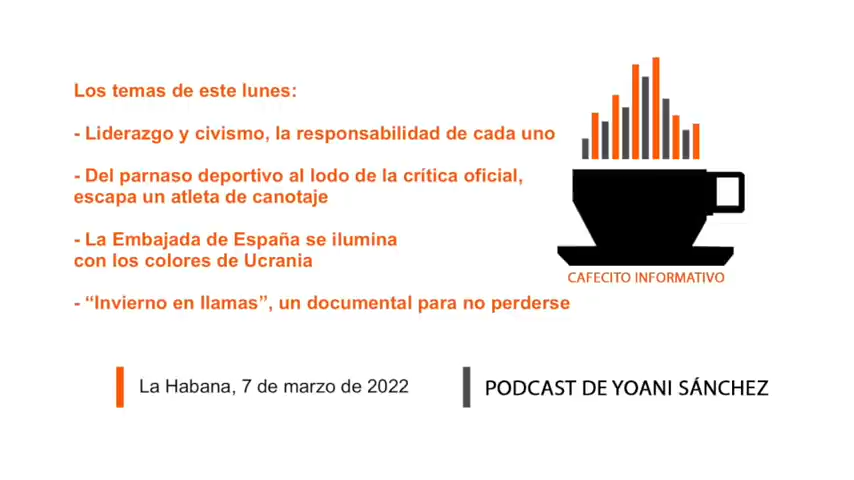 Los temas de este lunes:
- Liderazgo y civismo, la responsabilidad de cada uno
- Del parnaso deportivo al lodo de la crítica oficial,
escapa un atleta de canotaje
- La Embajada de España se ilumina
con los colores de Ucrania
- “Invierno en llamas”, un documental para no perderse
CAFECITO INFORMATIVO
La Habana, 7 de marzo de 2022
PODCAST DE YOANI SÁNCHEZ